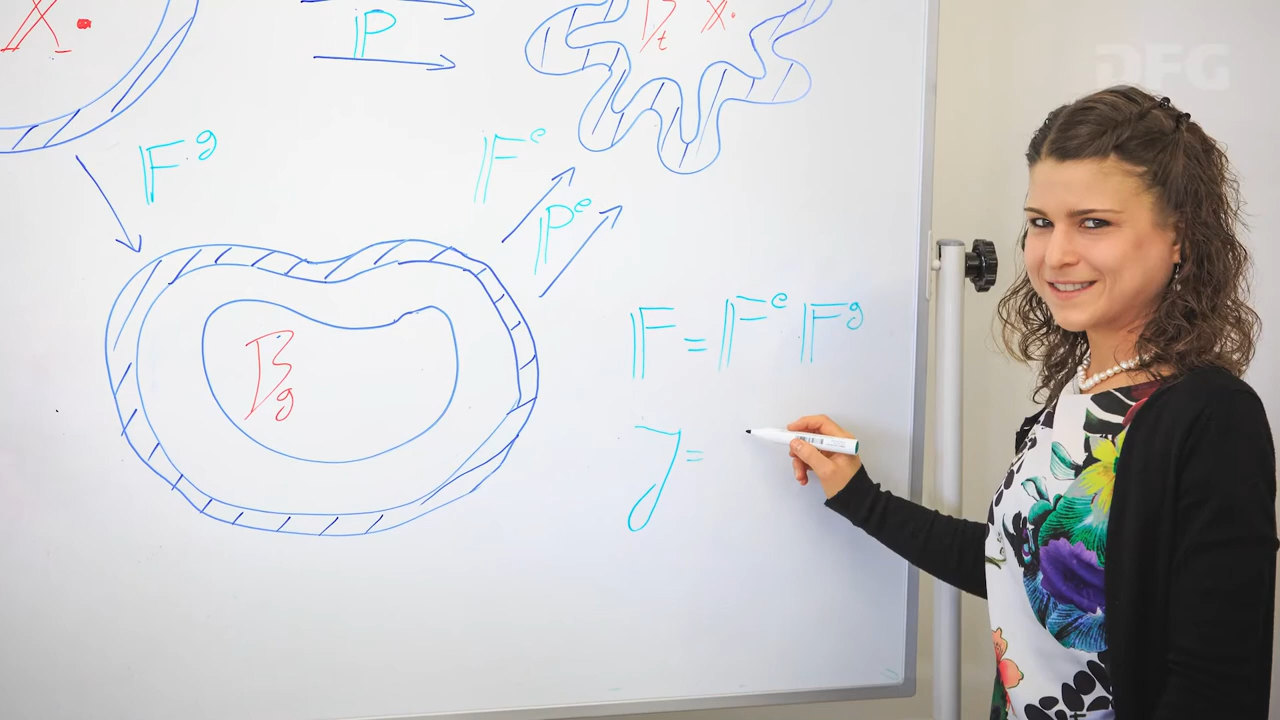 X.
P
B_t X.
DFG
F^g
F^e
P^e
B_g
F = F^e F^g
J =